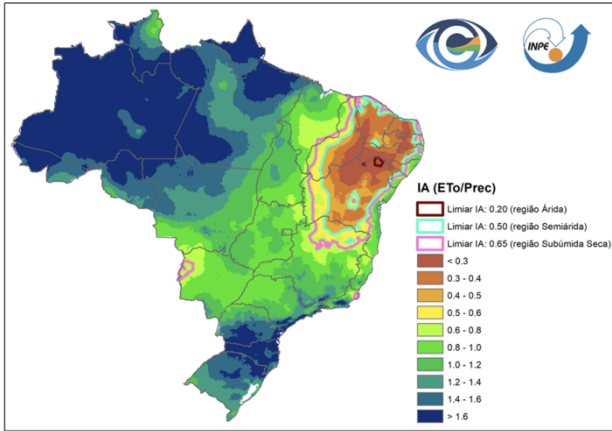 INPE
IA (ETo/Prec)
Limiar IA: 0.20 (região Árida)
Limiar IA: 0.50 (região Semiárida)
Limiar IA: 0.65 (região Subúmida Seca)
< 0.3
0.3 - 0.4
0.4 - 0.5
0.5 - 0.6
0.6 - 0.8
0.8 - 1.0
1.0 - 1.2
1.2 - 1.4
1.4 - 1.6
> 1.6